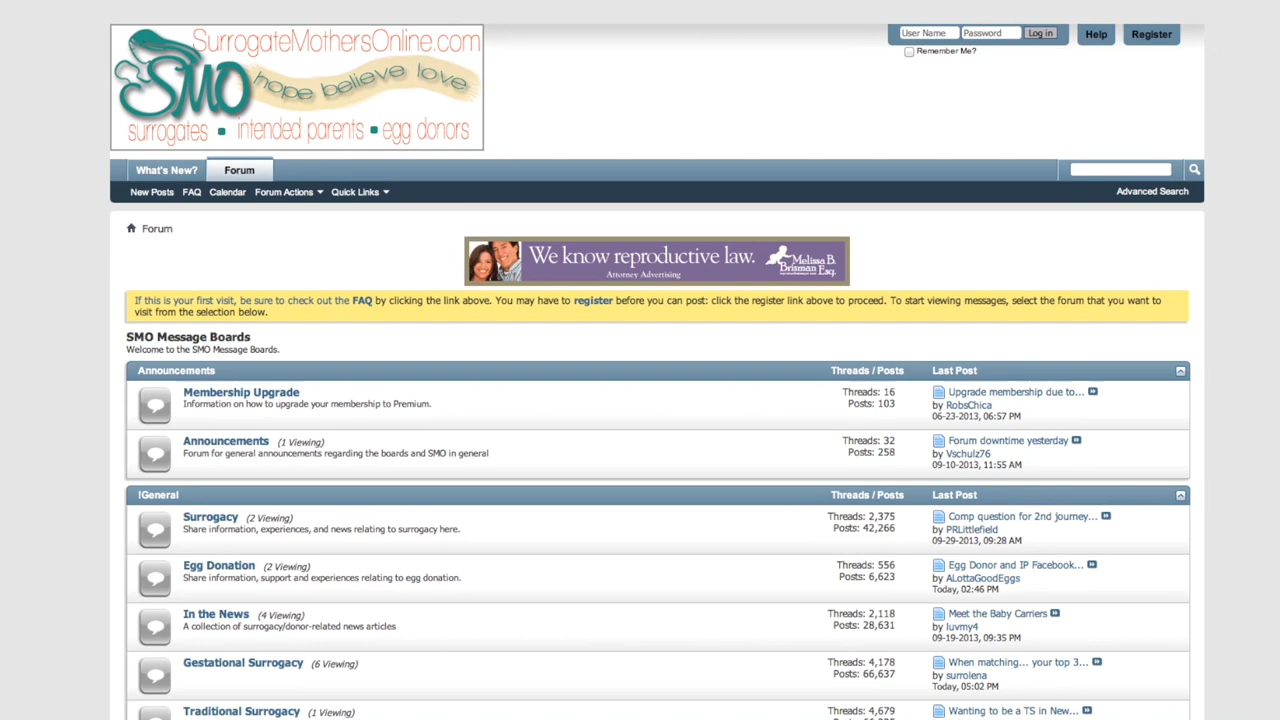 SurrogateMothersOnline.com
SMO hope believe love
surrogates • intended parents • egg donors
User Name Password Log in Help Register
Remember Me?
What's New? Forum
New Posts FAQ Calendar Forum Actions Quick Links Advanced Search
Forum
We know reproductive law.
Attorney Advertising
Melissa B.
Brisman Esq.
If this is your first visit, be sure to check out the FAQ by clicking the link above. You may have to register before you can post: click the register link above to proceed. To start viewing messages, select the forum that you want to
visit from the selection below.
SMO Message Boards
Welcome to the SMO Message Boards.
Announcements Threads / Posts Last Post
Membership Upgrade Threads: 16 Upgrade membership due to...
Information on how to upgrade your membership to Premium. Posts: 103 by RobsChica
06-23-2013, 06:57 PM
Announcements (1 Viewing) Threads: 32 Forum downtime yesterday
Forum for general announcements regarding the boards and SMO in general Posts: 258 by Vschulz76
09-10-2013, 11:55 AM
!General Threads / Posts Last Post
Surrogacy (2 Viewing) Threads: 2,375 Comp question for 2nd journey...
Share information, experiences, and news relating to surrogacy here. Posts: 42,266 by PRLittlefield
09-29-2013, 09:28 AM
Egg Donation (2 Viewing) Threads: 556 Egg Donor and IP Facebook...
Share information, support and experiences relating to egg donation. Posts: 6,623 by ALottaGoodEggs
Today, 02:46 PM
In the News (4 Viewing) Threads: 2,118 Meet the Baby Carriers
A collection of surrogacy/donor-related news articles Posts: 28,631 by luvmy4
09-19-2013, 09:35 PM
Gestational Surrogacy (6 Viewing) Threads: 4,178 When matching... your top 3...
Posts: 66,637 by surrolena
Today, 05:02 PM
Traditional Surrogacy (1 Viewing) Threads: 4,679 Wanting to be a TS in New...